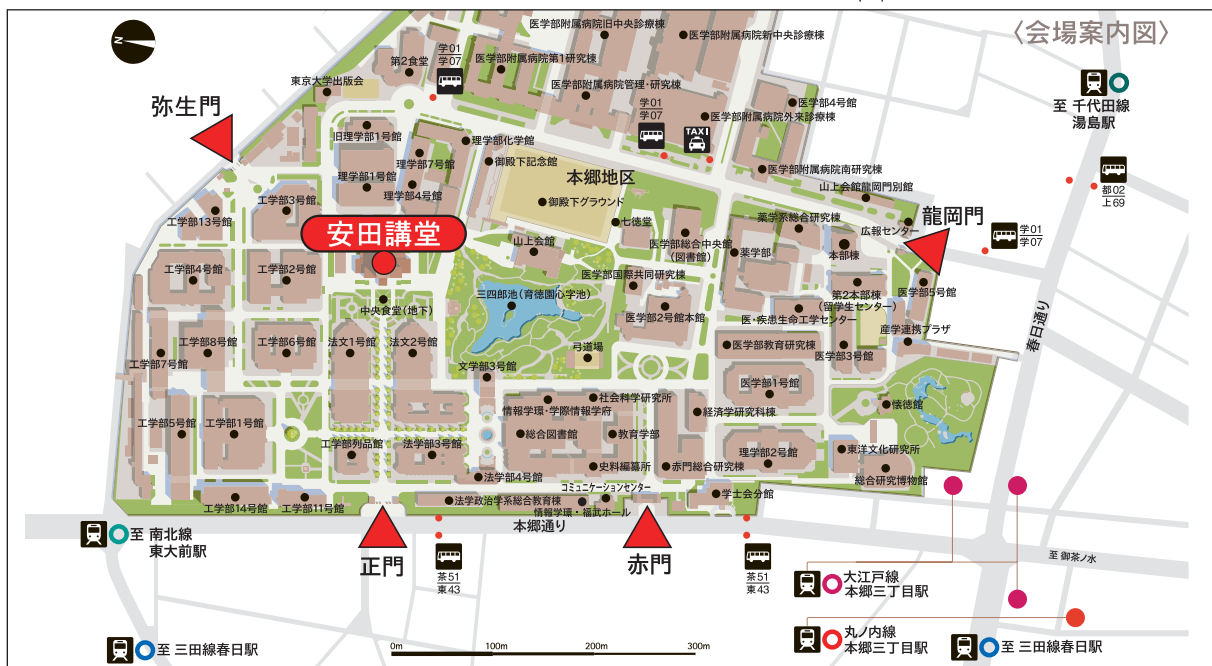 〈会場案内図〉
N
医学部附属病院旧中央診療棟
医学部附属病院新中央診療棟
学01
学07
第2食堂
医学部附属病院第1研究棟
東京大学出版会
医学部附属病院管理・研究棟
至 千代田線
湯島駅
弥生門
学01
学07
TAXI
医学部4号館
医学部附属病院外来診療棟
旧理学部1号館
理学部化学館
理学部7号館
御殿下記念館
理学部1号館
理学部4号館
本郷地区
医学部附属病院南研究棟
山上会館龍岡門別館
都02
上69
工学部3号館
工学部13号館
御殿下グラウンド
七徳堂
薬学系総合研究棟
広報センター
龍岡門
学01
学07
安田講堂
山上会館
医学部総合中央館
(図書館)
薬学部
本部棟
工学部4号館
工学部2号館
医学部国際共同研究棟
第2本部棟
(留学生センター)
医学部5号館
三四郎池(育徳園心字池)
中央食堂(地下)
医学部2号館本館
医・疾患生命工学センター
産学連携プラザ
春日通り
工学部7号館
工学部8号館
工学部6号館
法文1号館
法文2号館
弓道場
医学部教育研究棟
医学部3号館
文学部3号館
医学部1号館
情報学環・学際情報学府
社会科学研究所
経済学研究科棟
懐徳館
工学部5号館
工学部1号館
総合図書館
教育学部
工学部列品館
法学部3号館
理学部2号館
東洋文化研究所
法学部4号館
史料編纂所
赤門総合研究棟
総合研究博物館
コミュニケーションセンター
学士会分館
工学部14号館
工学部11号館
法学政治学系総合教育棟
情報学環・福武ホール
本郷通り
至 南北線
東大前駅
正門
赤門
至 御茶ノ水
茶51
東43
茶51
東43
大江戸線
本郷三丁目駅
丸ノ内線
本郷三丁目駅
至 三田線春日駅
0m
100m
200m
300m
至 三田線春日駅